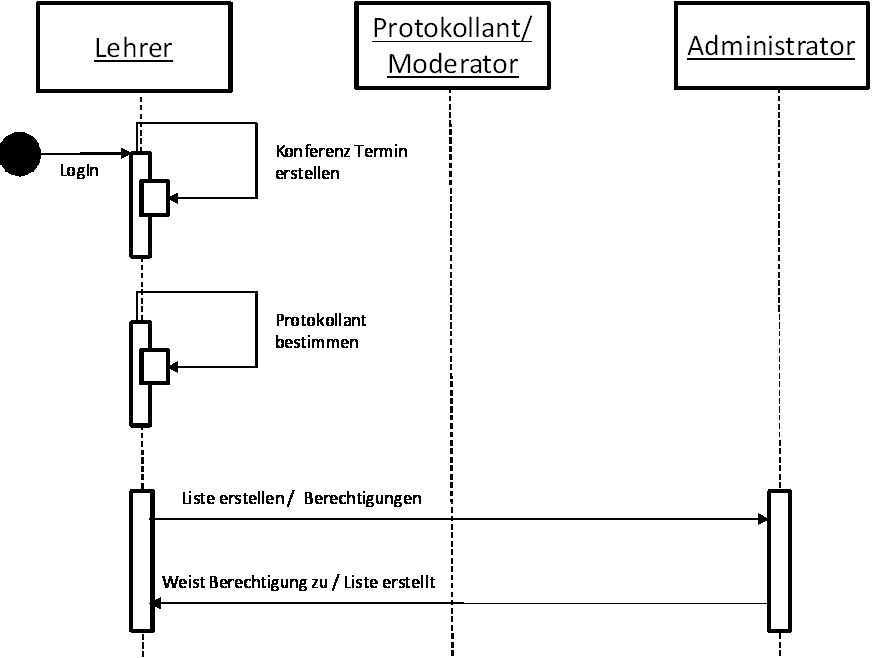 Lehrer
Protokollant/
Moderator
Administrator
LogIn
Konferenz Termin
erstellen
Protokollant
bestimmen
Liste erstellen / Berechtigungen
Weist Berechtigung zu / Liste erstellt